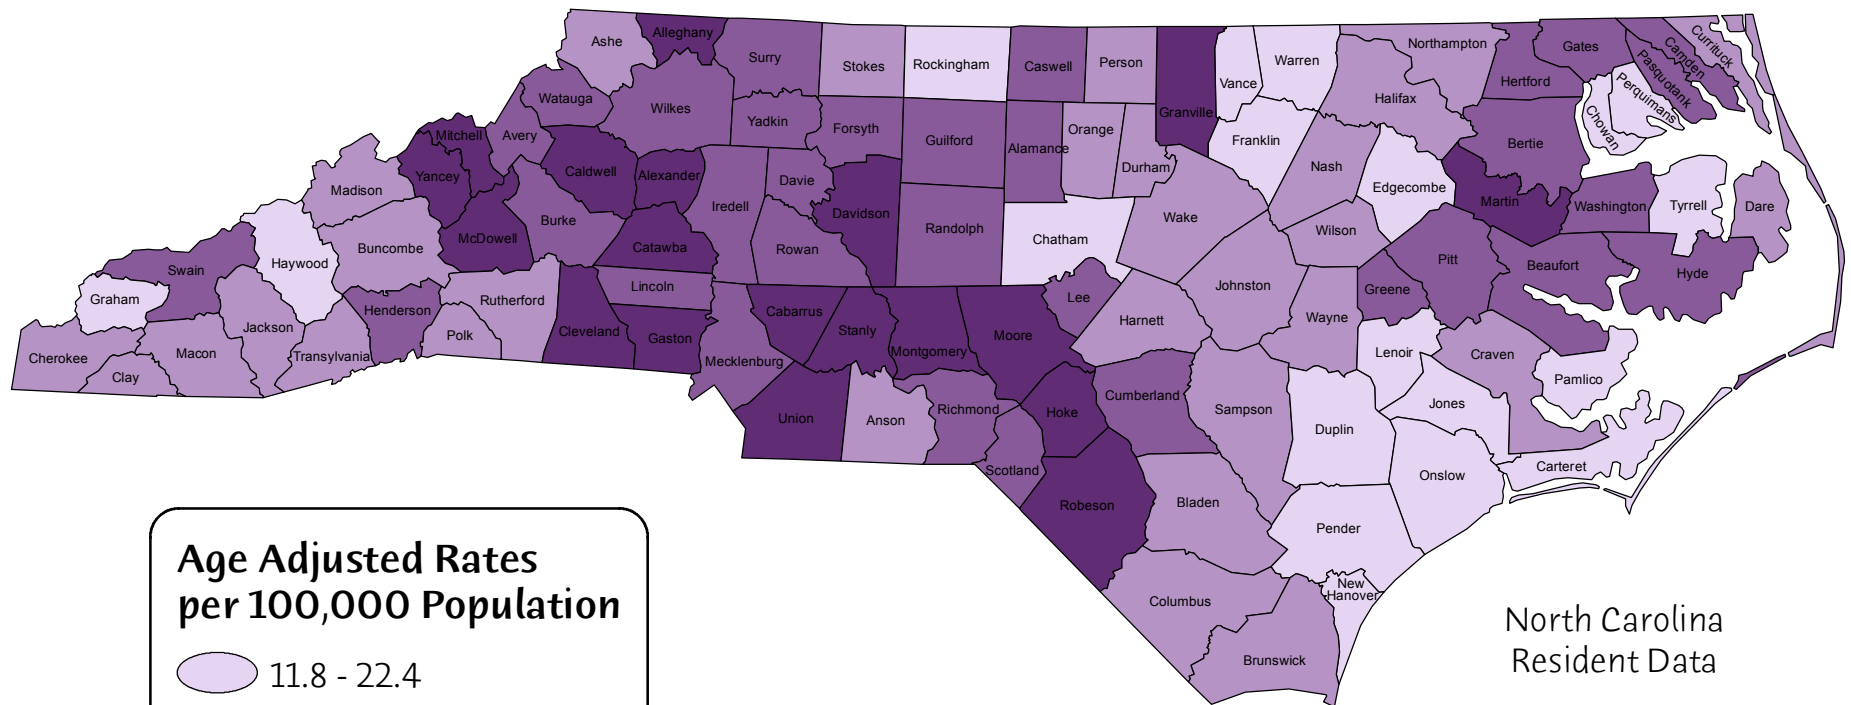 Alleghany
Ashe
Surry
Stokes
Rockingham
Caswell
Person
Granville
Vance
Warren
Northampton
Halifax
Hertford
Gates
Currituck
Camden
Pasquotank
Perquimans
Chowan
Watauga
Wilkes
Yadkin
Forsyth
Guilford
Alamance
Orange
Durham
Franklin
Nash
Edgecombe
Bertie
Mitchell
Avery
Yancey
Caldwell
Alexander
Iredell
Davie
Davidson
Randolph
Chatham
Wake
Wilson
Martin
Washington
Tyrrell
Dare
Madison
Buncombe
McDowell
Burke
Catawba
Rowan
Johnston
Pitt
Beaufort
Hyde
Swain
Haywood
Graham
Henderson
Rutherford
Lincoln
Cabarrus
Stanly
Montgomery
Moore
Lee
Harnett
Wayne
Greene
Cherokee
Clay
Macon
Jackson
Transylvania
Polk
Cleveland
Gaston
Mecklenburg
Lenoir
Craven
Pamlico
Union
Anson
Richmond
Hoke
Cumberland
Sampson
Duplin
Jones
Scotland
Robeson
Bladen
Onslow
Carteret
Pender
New
Hanover
Columbus
Brunswick
Age Adjusted Rates
per 100,000 Population
11.8 - 22.4
North Carolina
Resident Data